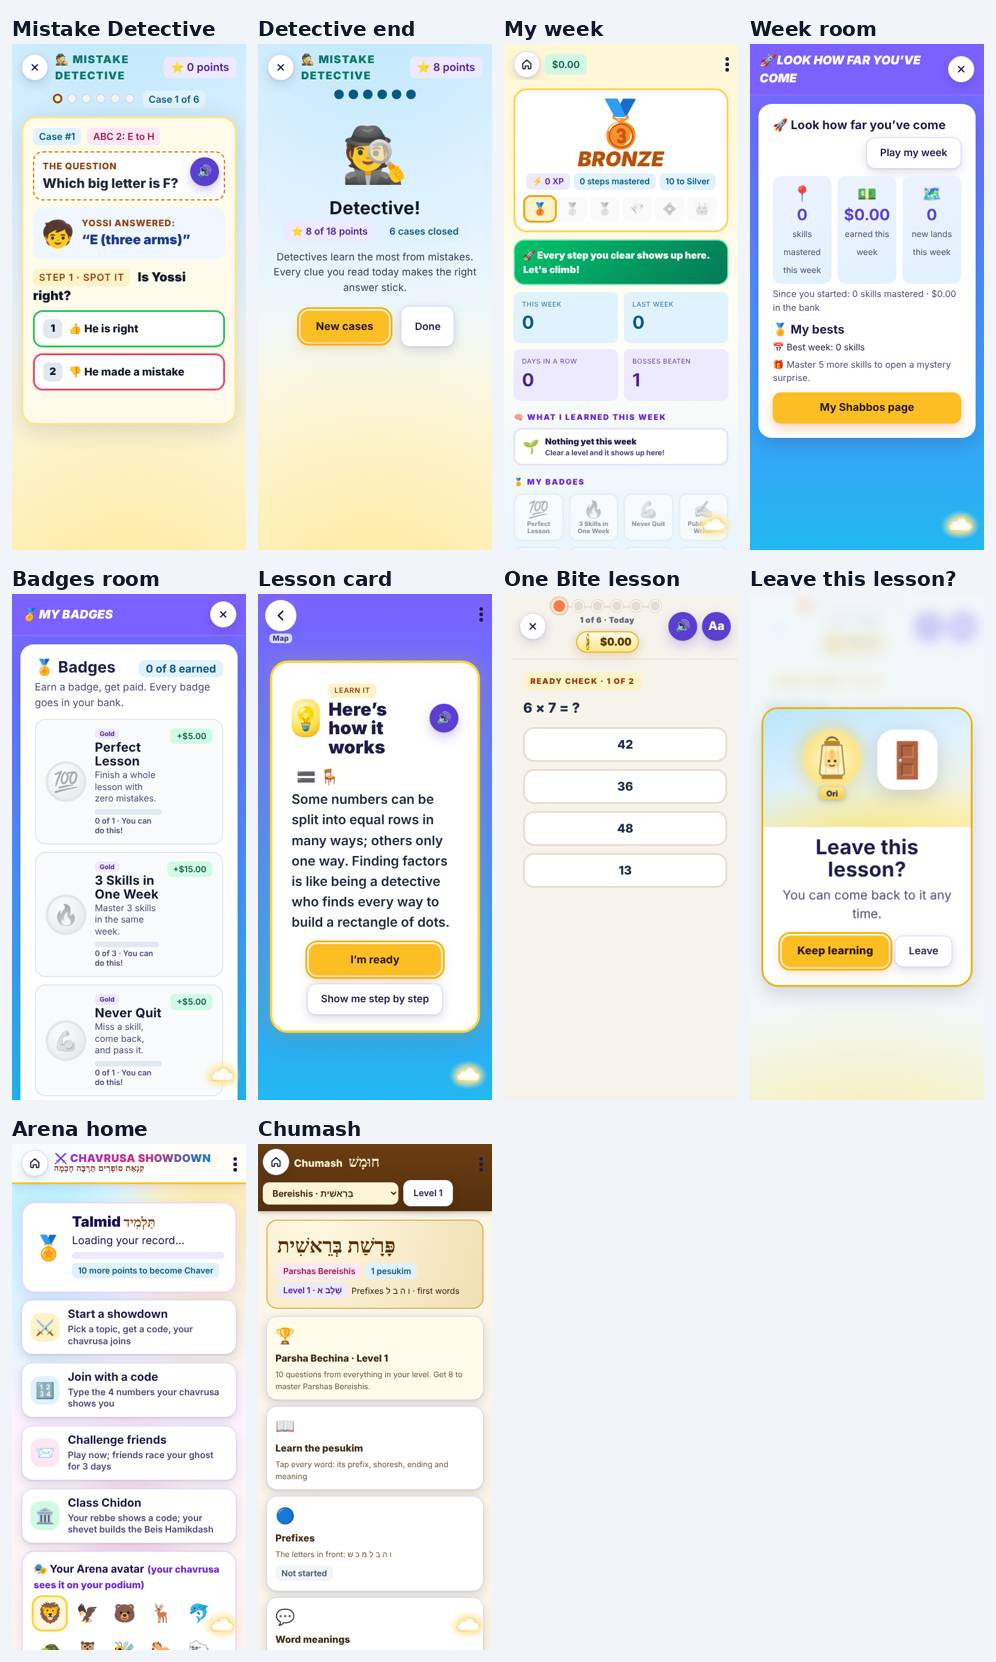 Mistake Detective
🕵️ MISTAKE
DETECTIVE
⭐ 0 points
Case 1 of 6
Case #1
ABC 2: E to H
THE QUESTION
Which big letter is F?
YOSSI ANSWERED:
“E (three arms)”
STEP 1 · SPOT IT Is Yossi
right?
1 👍 He is right
2 👎 He made a mistake
Detective end
🕵️ MISTAKE
DETECTIVE
⭐ 8 points
Detective!
⭐ 8 of 18 points
6 cases closed
Detectives learn the most from mistakes.
Every clue you read today makes the right
answer stick.
New cases
Done
My week
$0.00
BRONZE
⚡ 0 XP
0 steps mastered
10 to Silver
🚀 Every step you clear shows up here.
Let's climb!
THIS WEEK
0
LAST WEEK
0
DAYS IN A ROW
0
BOSSES BEATEN
1
🧠 WHAT I LEARNED THIS WEEK
Nothing yet this week
Clear a level and it shows up here!
🏅 MY BADGES
Perfect
Lesson
3 Skills in
One Week
Never Quit
Week room
🚀 LOOK HOW FAR YOU'VE
COME
🚀 Look how far you’ve come
Play my week
0
skills
mastered
this week
$0.00
earned this
week
0
new lands
this week
Since you started: 0 skills mastered · $0.00
in the bank
🏅 My bests
📅 Best week: 0 skills
🎁 Master 5 more skills to open a mystery
surprise.
My Shabbos page
Badges room
🏅 MY BADGES
🏅 Badges
0 of 8 earned
Earn a badge, get paid. Every badge
goes in your bank.
Gold
+$5.00
Perfect
Lesson
Finish a whole
lesson with
zero mistakes.
0 of 1 · You can
do this!
Gold
+$15.00
3 Skills in
One Week
Master 3 skills
in the same
week.
0 of 3 · You can
do this!
Gold
+$5.00
Never Quit
Miss a skill,
come back,
and pass it.
0 of 1 · You can
do this!
Lesson card
Map
LEARN IT
Here’s
how it
works
Some numbers can be
split into equal rows in
many ways; others only
one way. Finding factors
is like being a detective
who finds every way to
build a rectangle of dots.
I’m ready
Show me step by step
One Bite lesson
1 of 6 · Today
$0.00
Aa
READY CHECK · 1 OF 2
6 × 7 = ?
42
36
48
13
Leave this lesson?
Ori
Leave this
lesson?
You can come back to it any
time.
Keep learning
Leave
Arena home
⚔️ CHAVRUSA SHOWDOWN
קִנְאַת סוֹפְרִים תַּרְבֶּה חָכְמָה
Talmid תַּלְמִיד
Loading your record...
10 more points to become Chaver
Start a showdown
Pick a topic, get a code, your
chavrusa joins
Join with a code
Type the 4 numbers your chavrusa
shows you
Challenge friends
Play now; friends race your ghost
for 3 days
Class Chidon
Your rebbe shows a code; your
shevet builds the Beis Hamikdash
🎭 Your Arena avatar (your chavrusa
sees it on your podium)
Chumash
Chumash חוּמָשׁ
Bereishis · בְּרֵאשִׁית
Level 1
פָּרָשַׁת בְּרֵאשִׁית
Parshas Bereishis
1 pesukim
Level 1 · שָׁלָב א
Prefixes ו ה ב ל · first words
Parsha Bechina · Level 1
10 questions from everything in your level. Get 8 to
master Parshas Bereishis.
Learn the pesukim
Tap every word: its prefix, shoresh, ending and
meaning
Prefixes
The letters in front: ו ה ב ל מ כ ש
Not started
Word meanings